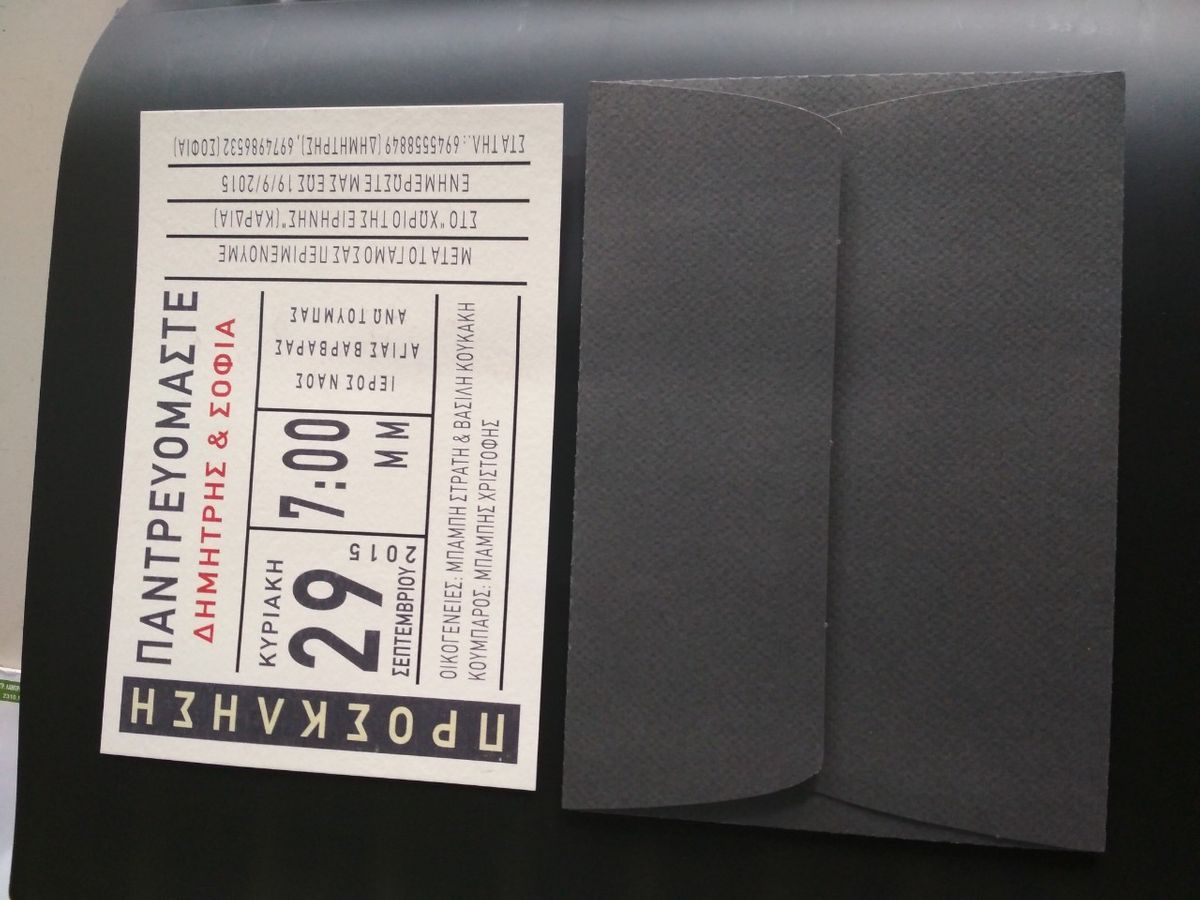 ΠΡΟΣΚΛΗΣΗ
ΠΑΝΤΡΕΥΟΜΑΣΤΕ
ΔΗΜΗΤΡΗΣ & ΣΟΦΙΑ
ΚΥΡΙΑΚΗ
29
ΣΕΠΤΕΜΒΡΙΟΥ
2015
7:00
ΜΜ
ΙΕΡΟΣ ΝΑΟΣ
ΑΓΙΑΣ ΒΑΡΒΑΡΑΣ
ΑΝΩ ΤΟΥΜΠΑΣ
ΟΙΚΟΓΕΝΕΙΕΣ: ΜΠΑΜΠΗ ΣΤΡΑΤΗ & ΒΑΣΙΛΗ ΚΟΥΚΑΚΗ
ΚΟΥΜΠΑΡΟΣ: ΜΠΑΜΠΗΣ ΧΡΙΣΤΟΦΗΣ
ΜΕΤΑ ΤΟ ΓΑΜΟ ΣΑΣ ΠΕΡΙΜΕΝΟΥΜΕ
ΣΤΟ "ΧΩΡΙΟ ΤΗΣ ΕΙΡΗΝΗΣ" (ΚΑΡΔΙΑ)
ΕΝΗΜΕΡΩΣΤΕ ΜΑΣ ΕΩΣ 19/9/2015
ΣΤΑ ΤΗΛ.: 6945558849 (ΔΗΜΗΤΡΗΣ), 6974986532 (ΣΟΦΙΑ)